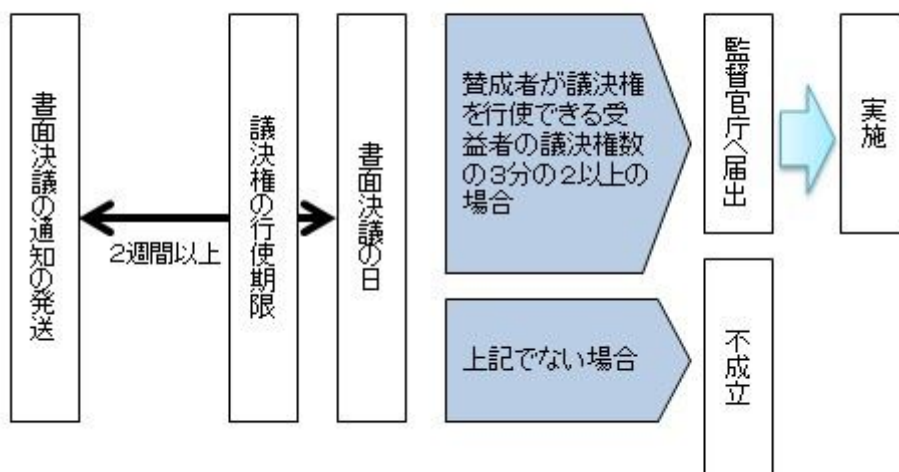 書面決議の通知の発送
2週間以上
議決権の行使期限
書面決議の日
賛成者が議決権
を行使できる受
益者の議決権数
の3分の2以上の
場合
監督官庁へ届出
実施
上記でない場合
不成立